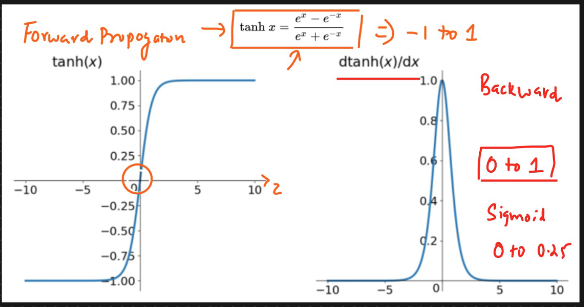 Forward Propogaton → tanh x = (e^x − e^−x) / (e^x + e^−x) ⇒ −1 to 1
tanh(x)
1.00
0.75
0.50
0.25
−10 −5 0 5 10 z
−0.25
−0.50
−0.75
−1.00
dtanh(x)/dx
1.0
0.8
0.6
0.4
0.2
−10 −5 0 5 10
Backward
0 to 1
Sigmoid
0 to 0.25